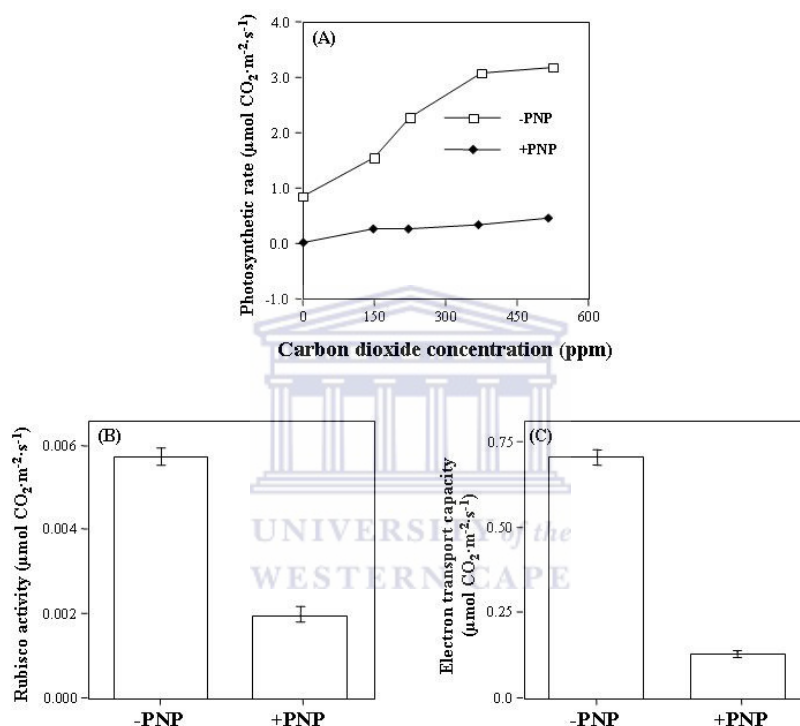 (A)
Photosynthetic rate (µmol CO₂·m⁻²·s⁻¹)
4.0
3.0
2.0
1.0
0.0
-1.0
-PNP
+PNP
0 150 300 450 600
Carbon dioxide concentration (ppm)
(B)
Rubisco activity (µmol CO₂·m⁻²·s⁻¹)
0.006
0.004
0.002
0.000
-PNP +PNP
(C)
Electron transport capacity
(µmol CO₂·m⁻²·s⁻¹)
0.75
0.50
0.25
0.0
-PNP +PNP
UNIVERSITY of the
WESTERN CAPE